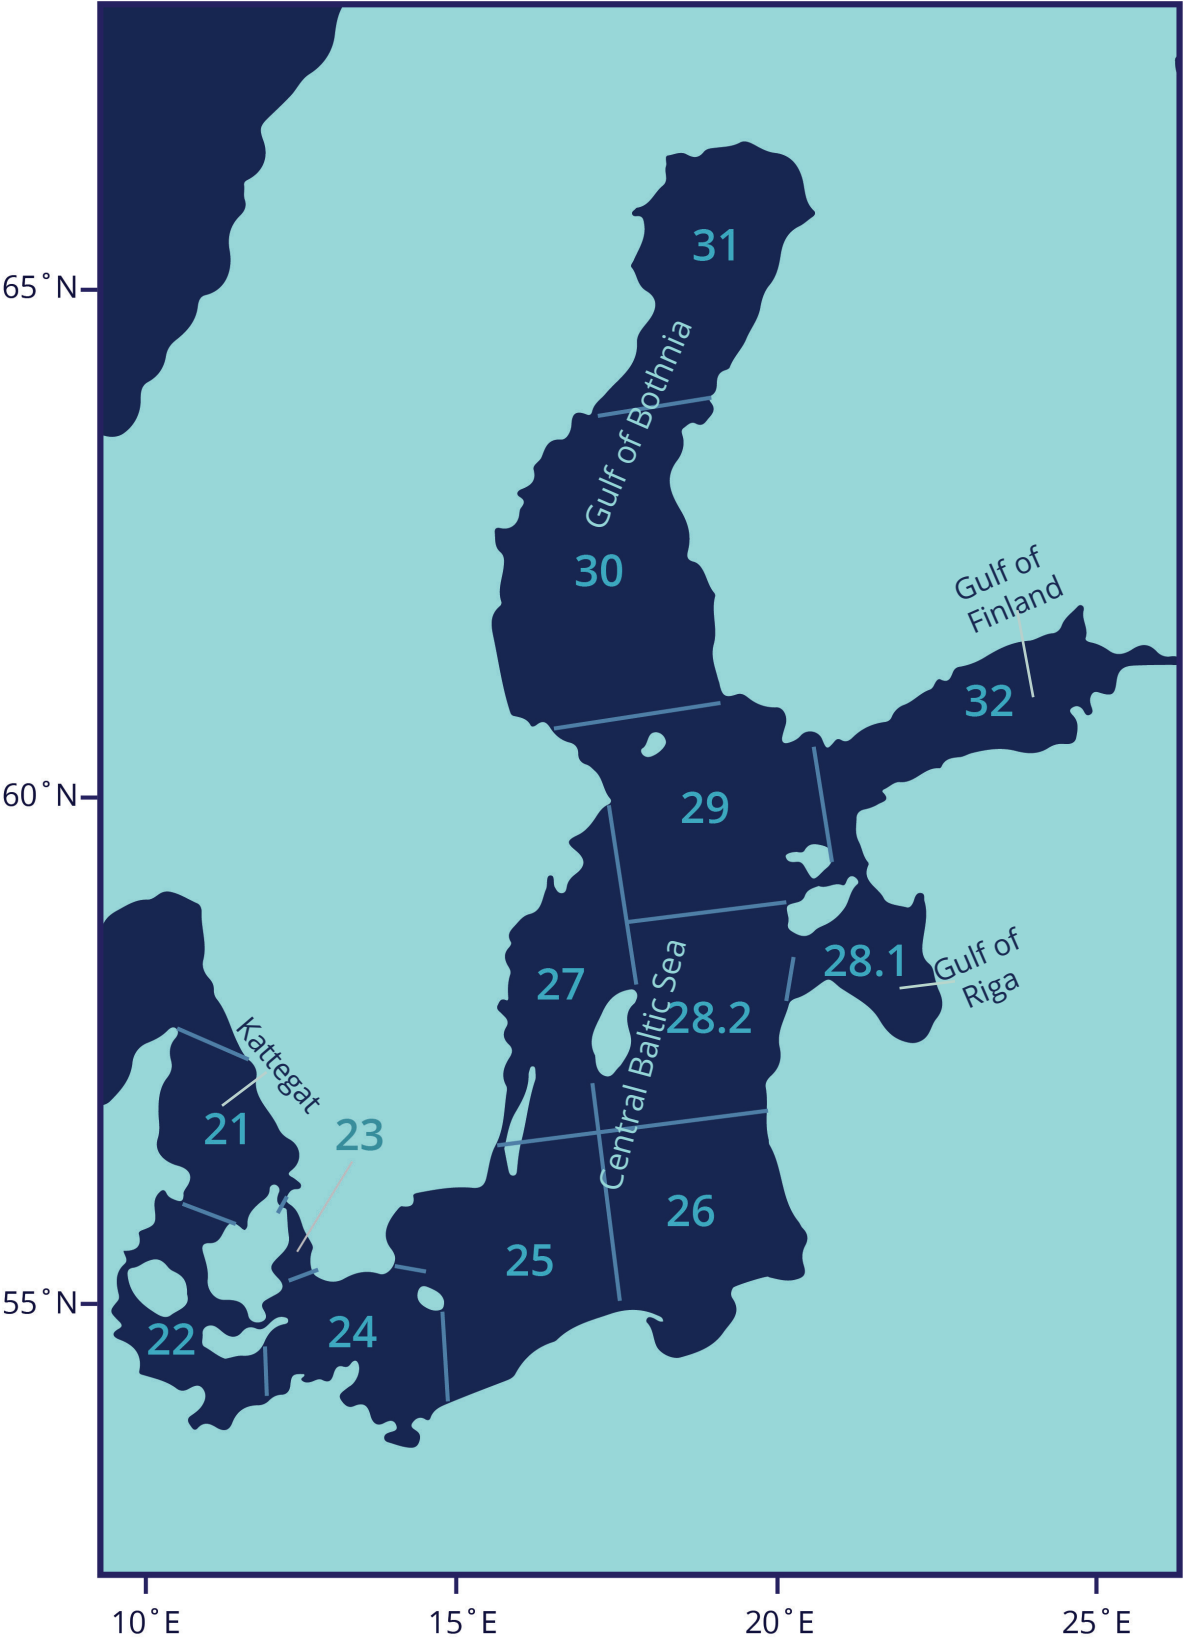 31
65°N
Gulf of Bothnia
30
Gulf of
Finland
32
60°N
29
28.1
Gulf of
Riga
27
28.2
Central Baltic Sea
Kattegat
21
23
26
25
55°N
22
24
10°E
15°E
20°E
25°E